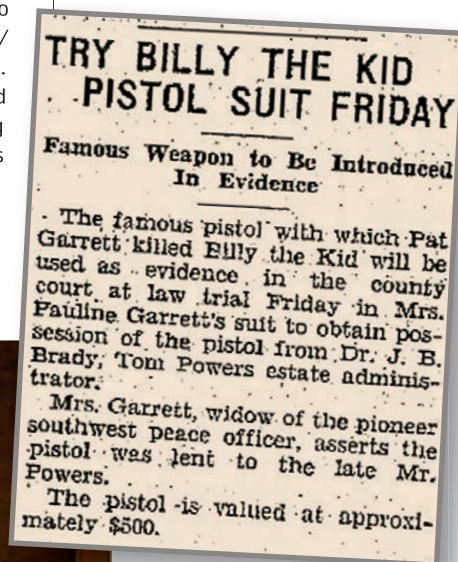 TRY BILLY THE KID
PISTOL SUIT FRIDAY
Famous Weapon to Be Introduced
In Evidence
The famous pistol with which Pat
Garrett killed Billy the Kid will be
used as evidence in the county
court at law trial Friday in Mrs.
Pauline Garrett's suit to obtain pos-
session of the pistol from Dr. J. B.
Brady, Tom Powers estate adminis-
trator.
Mrs. Garrett, widow of the pioneer
southwest peace officer, asserts the
pistol was lent to the late Mr.
Powers.
The pistol is valued at approxi-
mately $500.